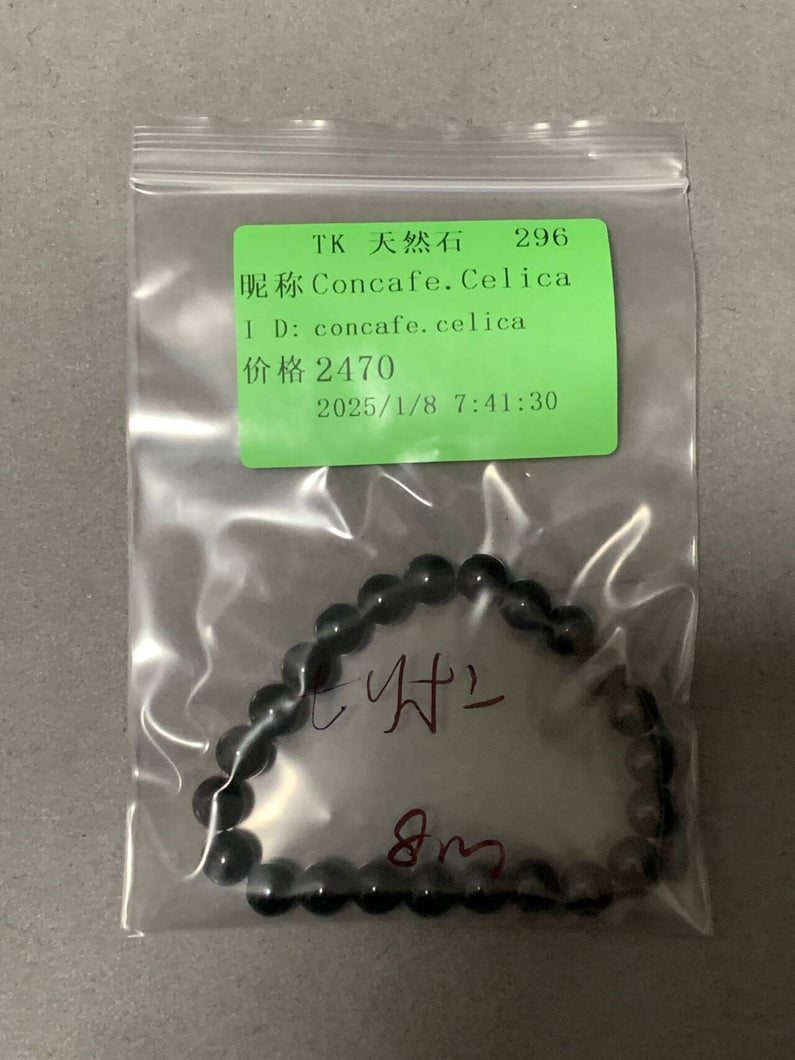 TK 天然石 296
昵称Concafe.Celica
I D: concafe.celica
价格2470
2025/1/8 7:41:30
8m